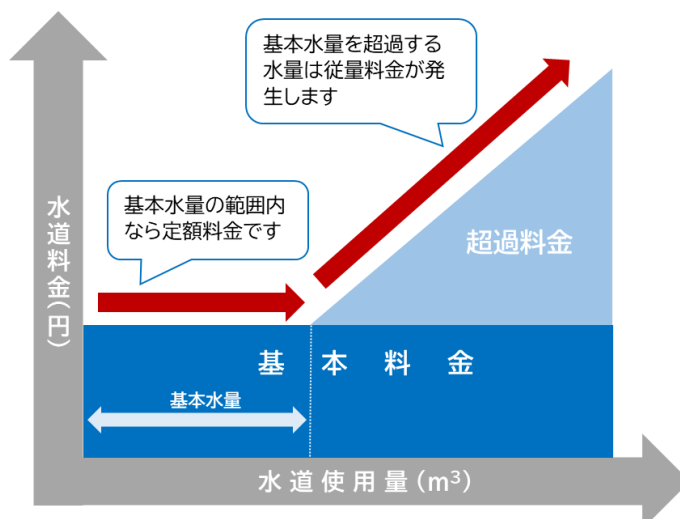 基本水量を超過する
水量は従量料金が発
生します
基本水量の範囲内
なら定額料金です
水道料金(円)
超過料金
基本料金
基本水量
水道使用量(m³)